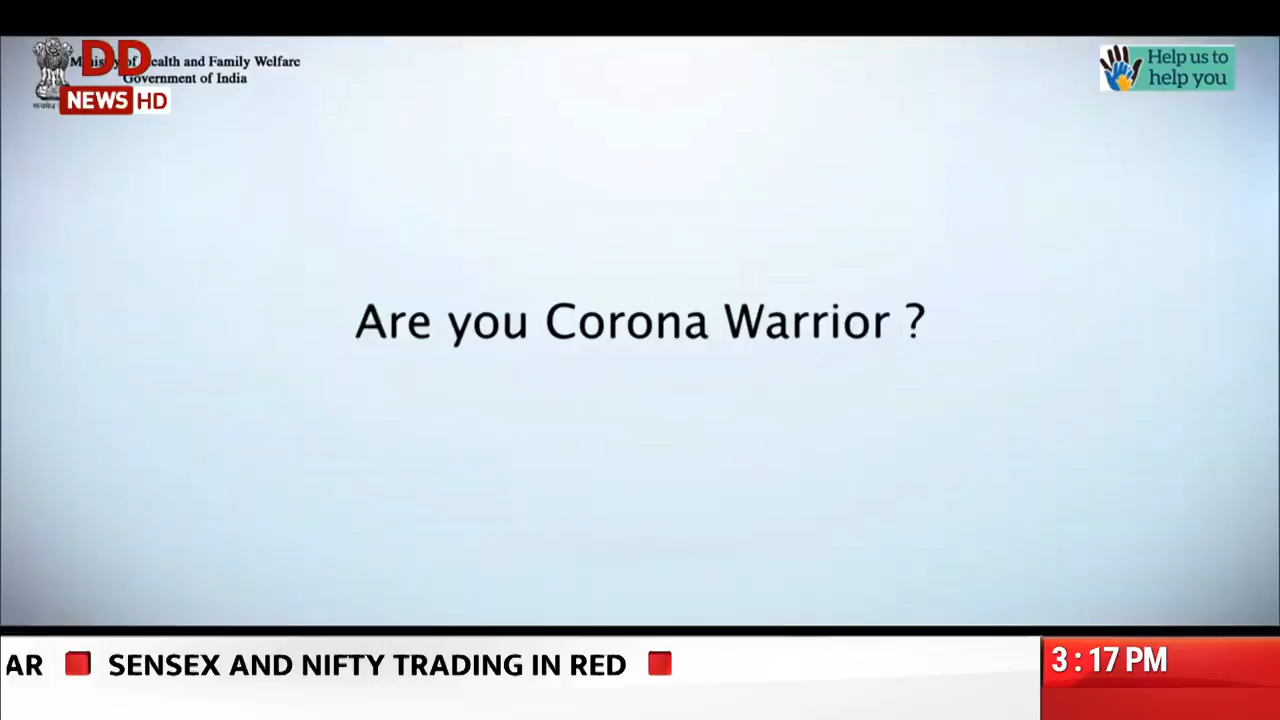 DD
NEWS HD
Ministry of Health and Family Welfare
Government of India
Help us to
help you
Are you Corona Warrior ?
AR SENSEX AND NIFTY TRADING IN RED
3:17 PM